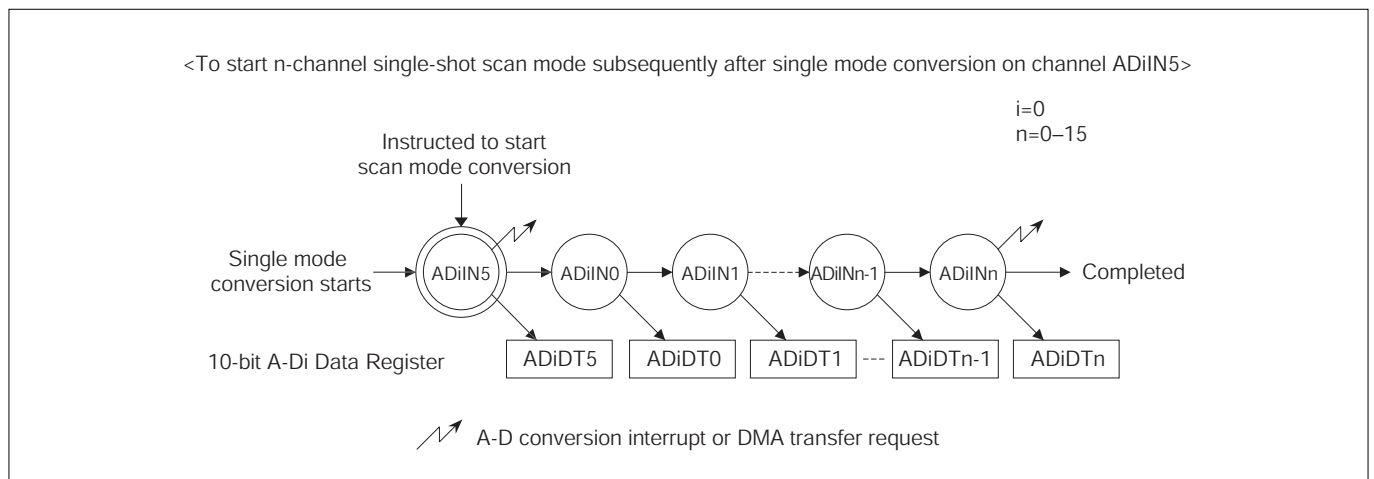 <To start n-channel single-shot scan mode subsequently after single mode conversion on channel ADiIN5>
i=0
n=0–15
Instructed to start
scan mode conversion
Single mode
conversion starts
ADiIN5
ADiIN0
ADiIN1
ADiINn-1
ADiINn
Completed
10-bit A-Di Data Register
ADiDT5
ADiDT0
ADiDT1
ADiDTn-1
ADiDTn
A-D conversion interrupt or DMA transfer request